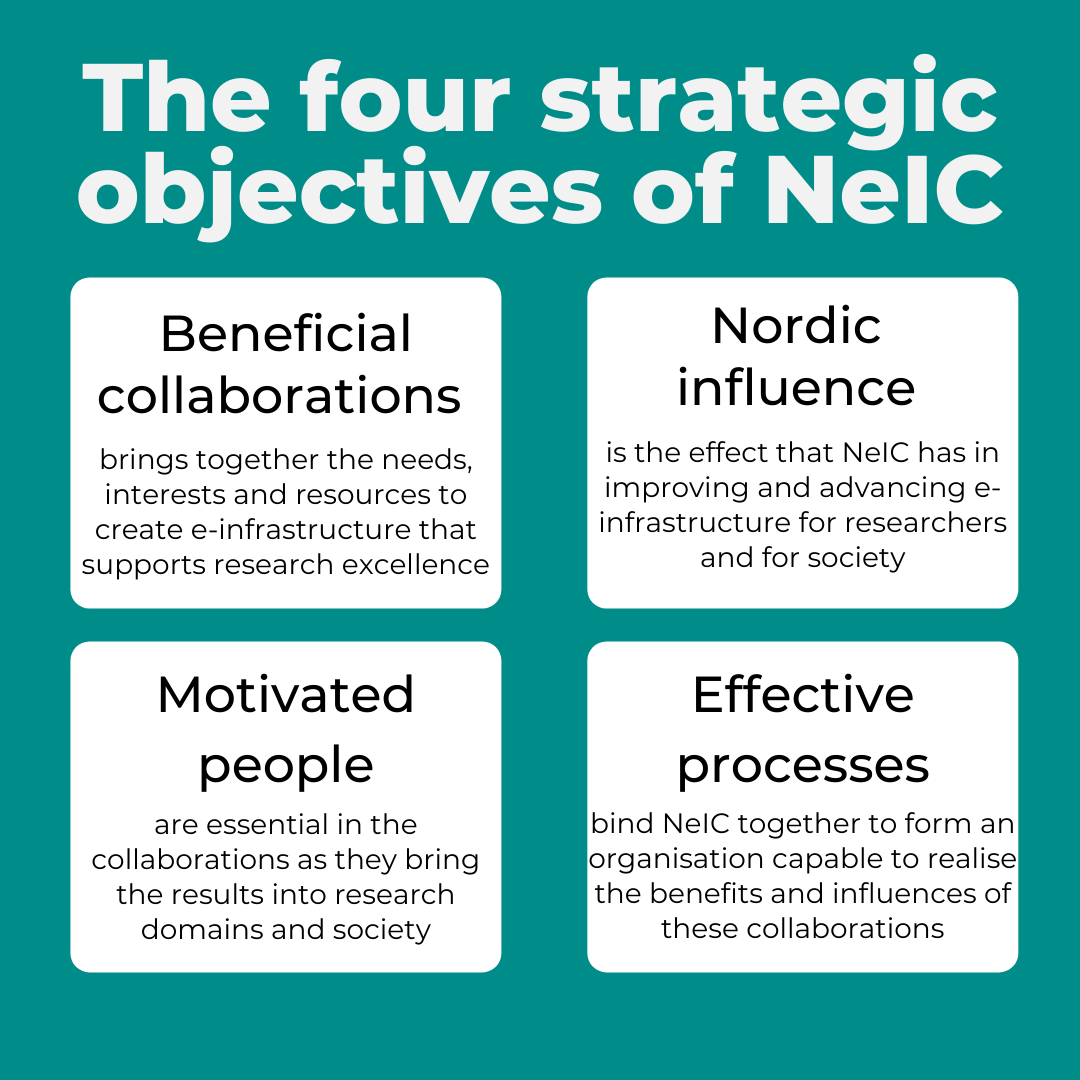 The four strategic
objectives of NeIC
Beneficial
collaborations
brings together the needs,
interests and resources to
create e-infrastructure that
supports research excellence
Nordic
influence
is the effect that NeIC has in
improving and advancing e-
infrastructure for researchers
and for society
Motivated
people
are essential in the
collaborations as they bring
the results into research
domains and society
Effective
processes
bind NeIC together to form an
organisation capable to realise
the benefits and influences of
these collaborations